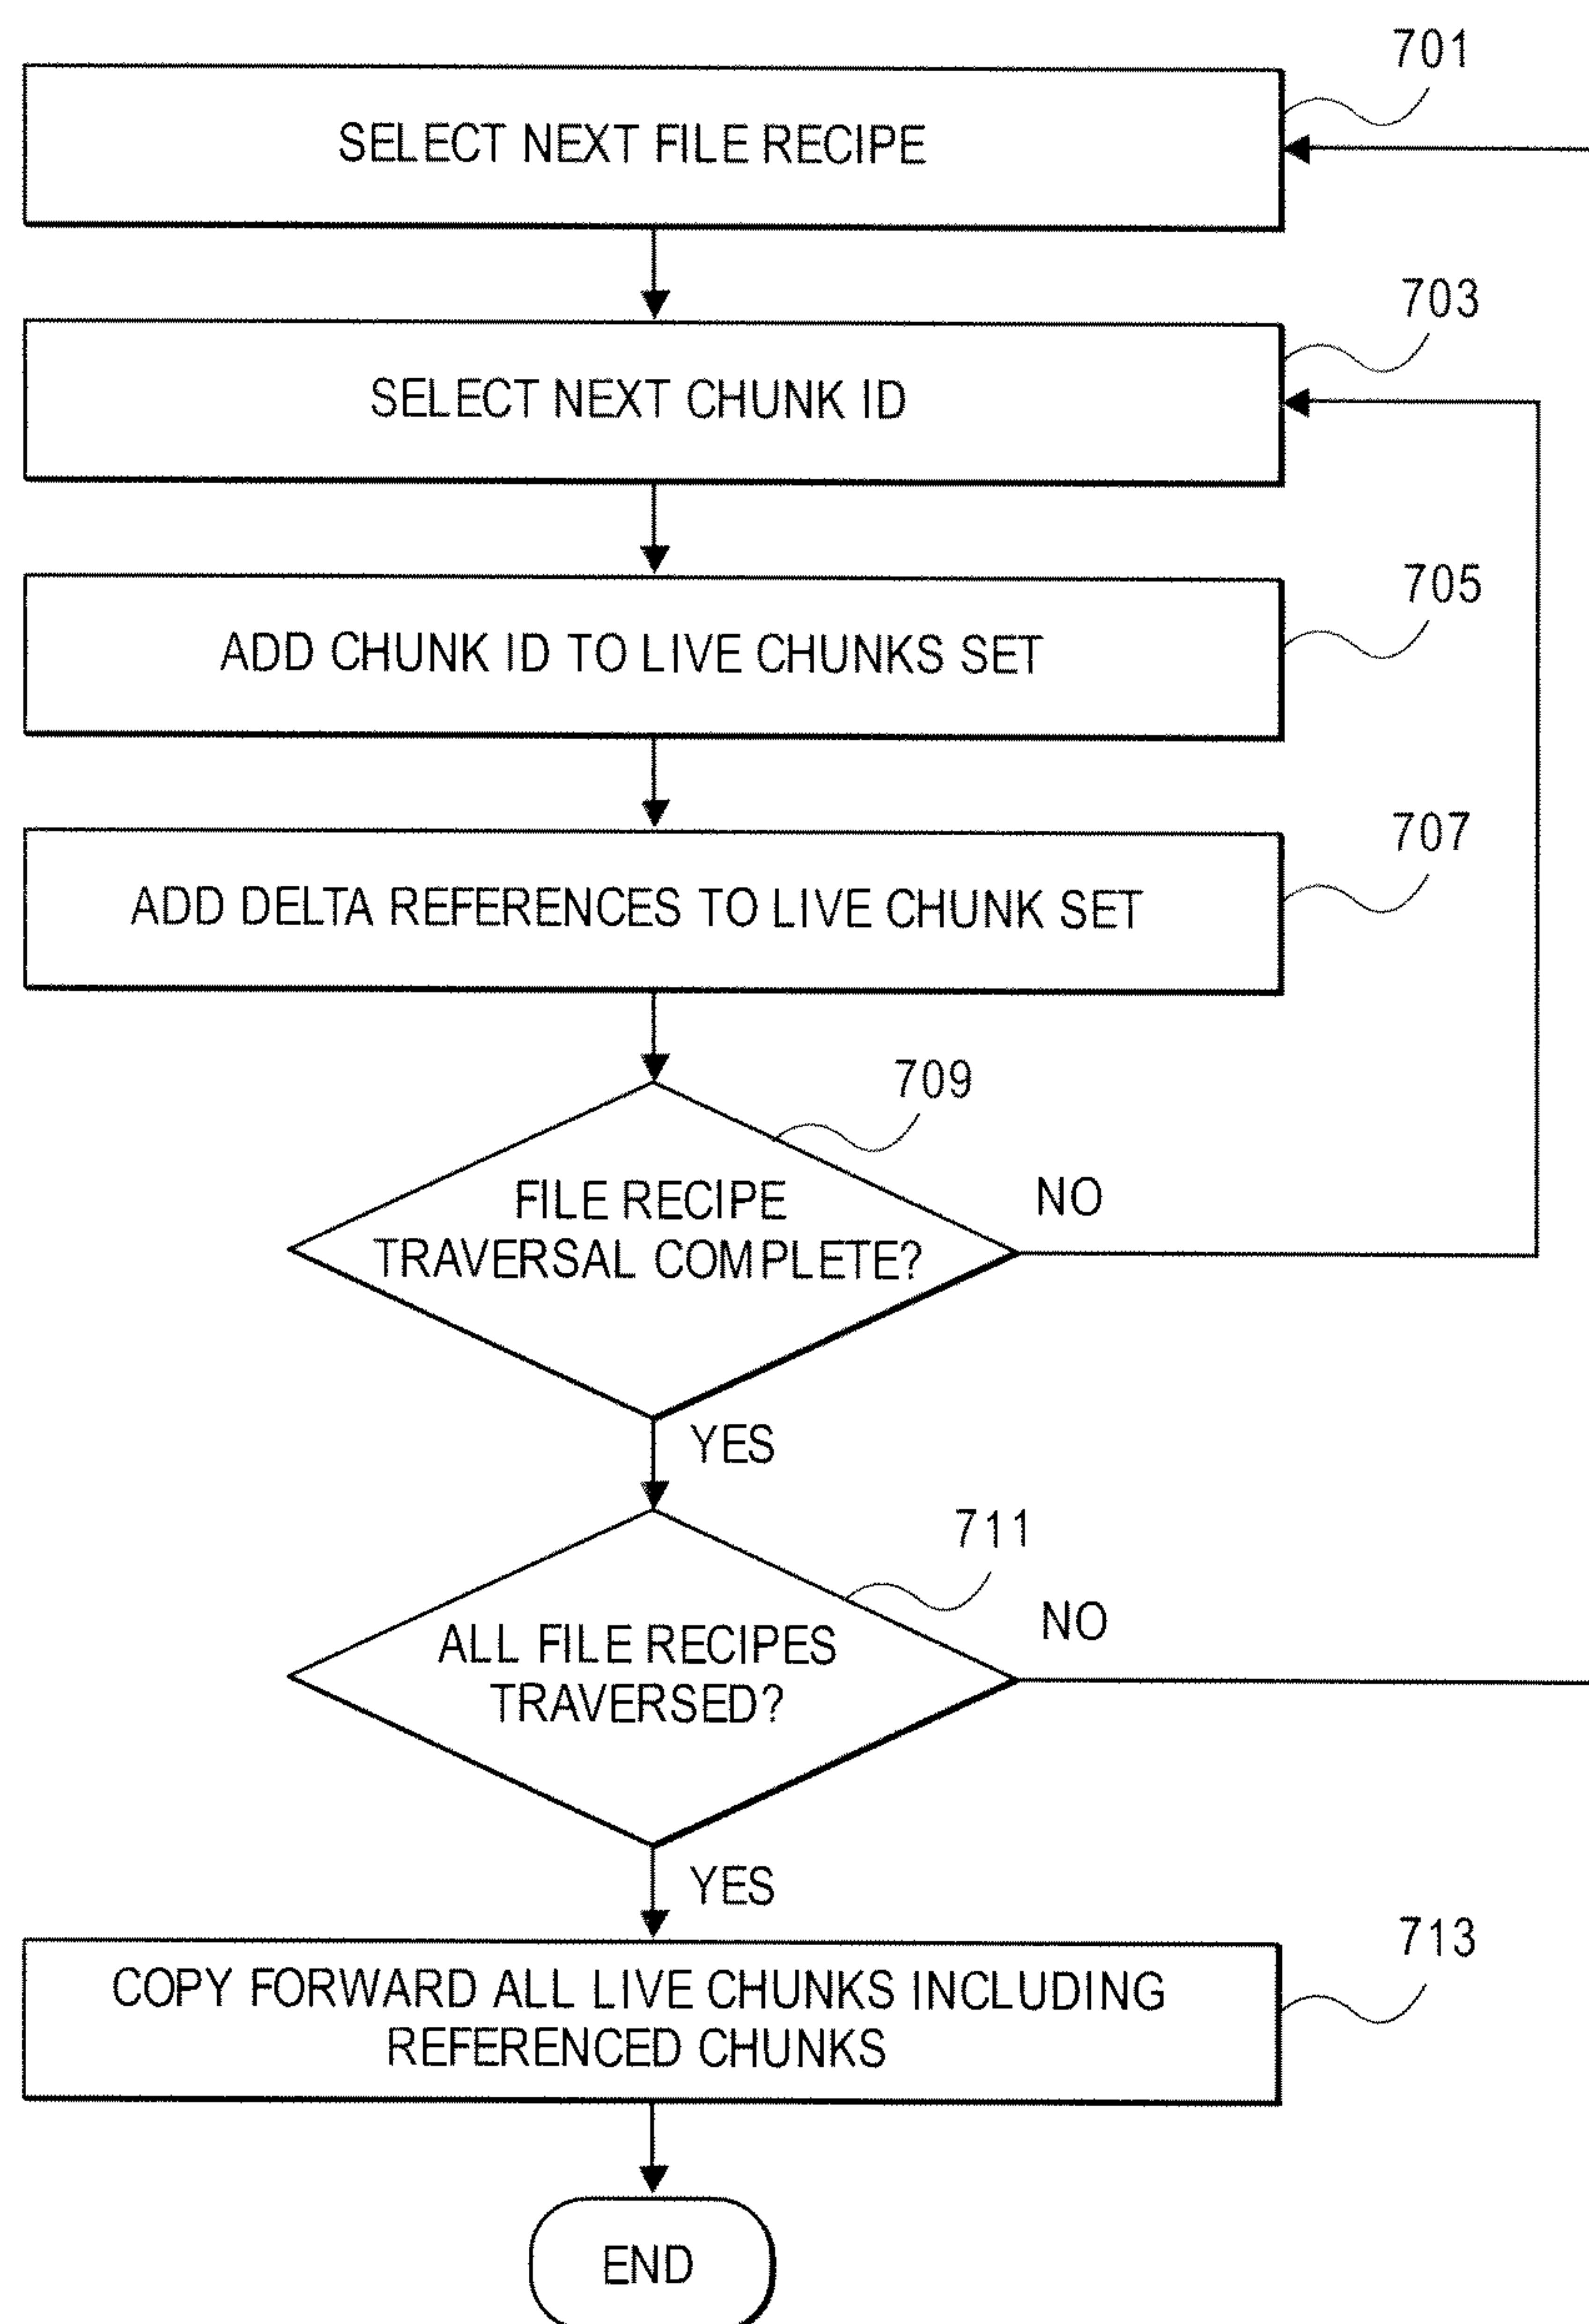 701
SELECT NEXT FILE RECIPE
703
SELECT NEXT CHUNK ID
705
ADD CHUNK ID TO LIVE CHUNKS SET
707
ADD DELTA REFERENCES TO LIVE CHUNK SET
709
FILE RECIPE
TRAVERSAL COMPLETE?
NO
YES
711
ALL FILE RECIPES
TRAVERSED?
NO
YES
713
COPY FORWARD ALL LIVE CHUNKS INCLUDING
REFERENCED CHUNKS
END